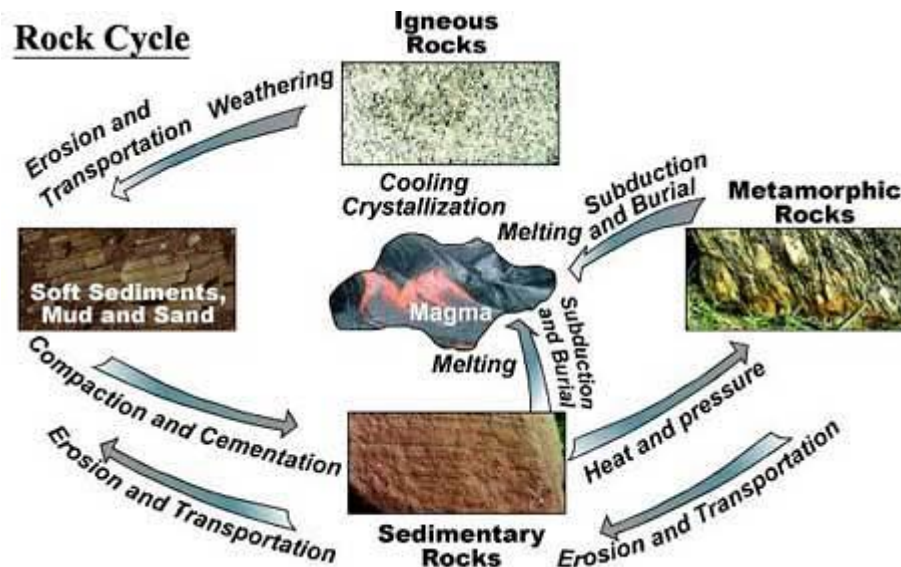 Rock Cycle
Igneous
Rocks
Weathering
Erosion and
Transportation
Cooling
Crystallization
Subduction
and Burial
Melting
Metamorphic
Rocks
Soft Sediments,
Mud and Sand
Magma
Melting
Subduction
and Burial
Compaction and Cementation
Erosion and Transportation
Heat and pressure
Erosion and Transportation
Sedimentary
Rocks